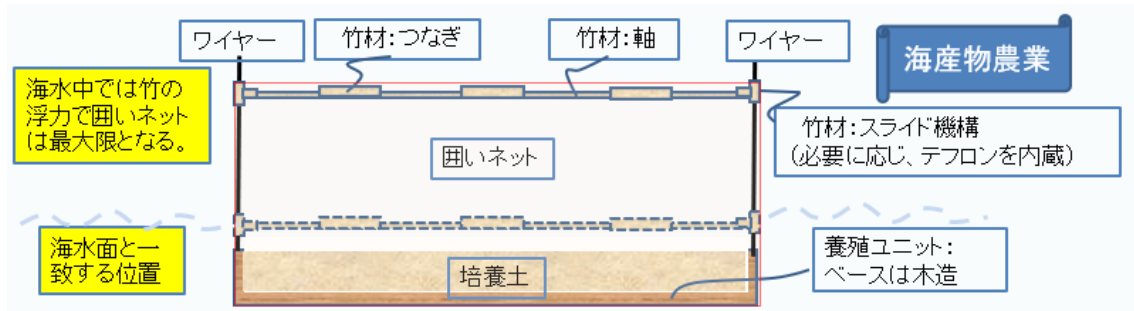 ワイヤー
竹材：つなぎ
竹材：軸
ワイヤー
海産物農業
海水中では竹の
浮力で囲いネット
は最大限となる。
竹材：スライド機構
（必要に応じ、テフロンを内蔵）
囲いネット
海水面と一
致する位置
養殖ユニット：
ベースは木造
培養土